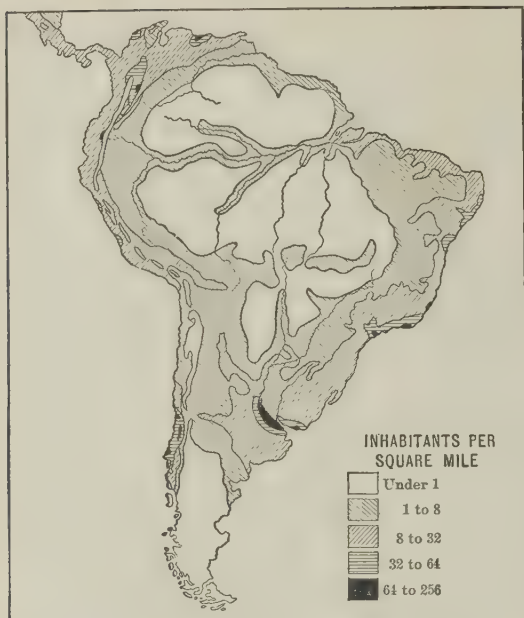 INHABITANTS PER
SQUARE MILE
Under 1
1 to 8
8 to 32
32 to 64
64 to 256